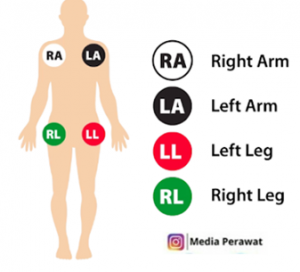 RA LA
RL LL
RA Right Arm
LA Left Arm
LL Left Leg
RL Right Leg
Media Perawat